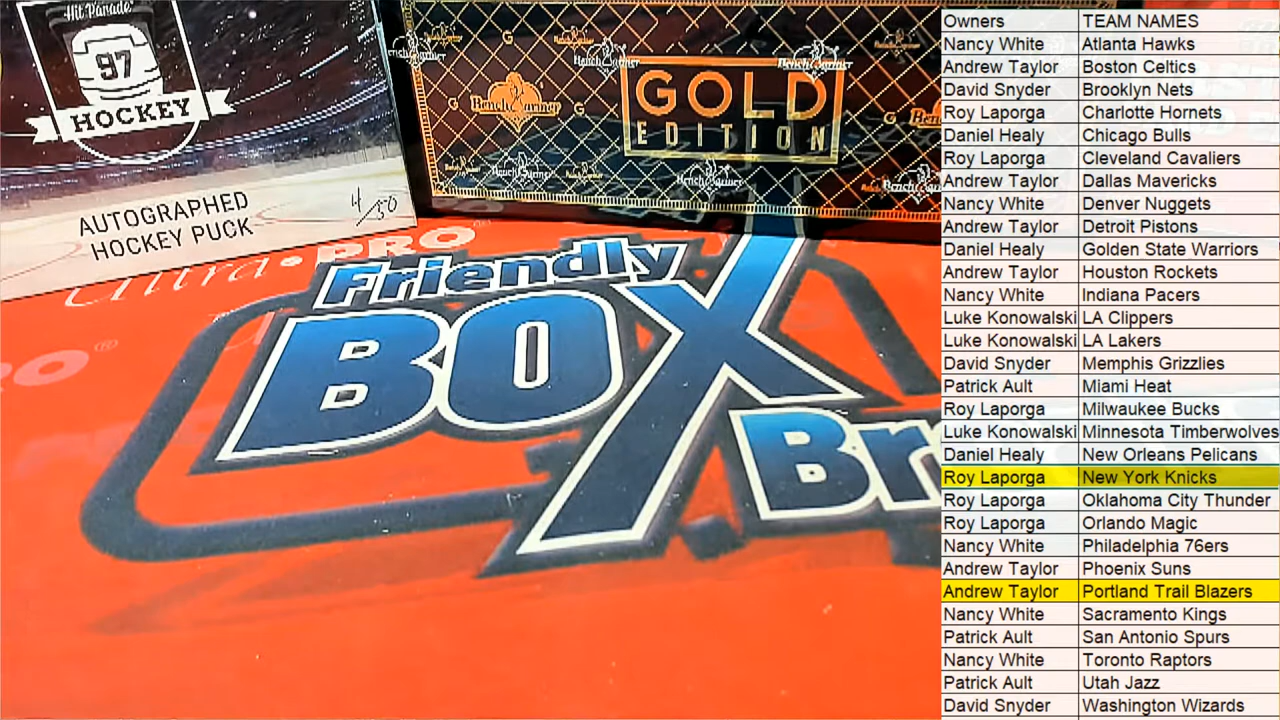 Hit Parade
97
HOCKEY
AUTOGRAPHED
HOCKEY PUCK
4/50
BenchWarmer
GOLD
EDITION
Ultra PRO
Friendly
BOX
Br
Owners TEAM NAMES
Nancy White Atlanta Hawks
Andrew Taylor Boston Celtics
David Snyder Brooklyn Nets
Roy Laporga Charlotte Hornets
Daniel Healy Chicago Bulls
Roy Laporga Cleveland Cavaliers
Andrew Taylor Dallas Mavericks
Nancy White Denver Nuggets
Andrew Taylor Detroit Pistons
Daniel Healy Golden State Warriors
Andrew Taylor Houston Rockets
Nancy White Indiana Pacers
Luke Konowalski LA Clippers
Luke Konowalski LA Lakers
David Snyder Memphis Grizzlies
Patrick Ault Miami Heat
Roy Laporga Milwaukee Bucks
Luke Konowalski Minnesota Timberwolves
Daniel Healy New Orleans Pelicans
Roy Laporga New York Knicks
Roy Laporga Oklahoma City Thunder
Roy Laporga Orlando Magic
Nancy White Philadelphia 76ers
Andrew Taylor Phoenix Suns
Andrew Taylor Portland Trail Blazers
Nancy White Sacramento Kings
Patrick Ault San Antonio Spurs
Nancy White Toronto Raptors
Patrick Ault Utah Jazz
David Snyder Washington Wizards